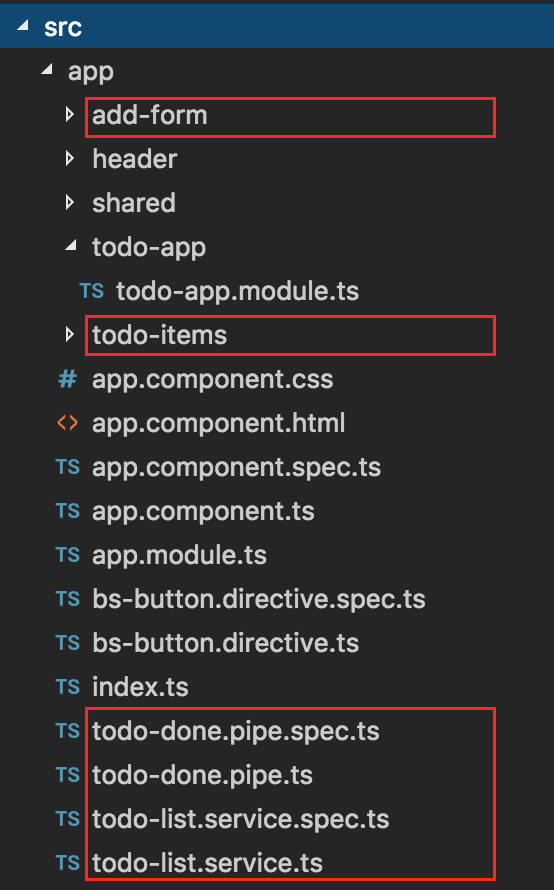 src
app
add-form
header
shared
todo-app
TS todo-app.module.ts
todo-items
# app.component.css
<> app.component.html
TS app.component.spec.ts
TS app.component.ts
TS app.module.ts
TS bs-button.directive.spec.ts
TS bs-button.directive.ts
TS index.ts
TS todo-done.pipe.spec.ts
TS todo-done.pipe.ts
TS todo-list.service.spec.ts
TS todo-list.service.ts